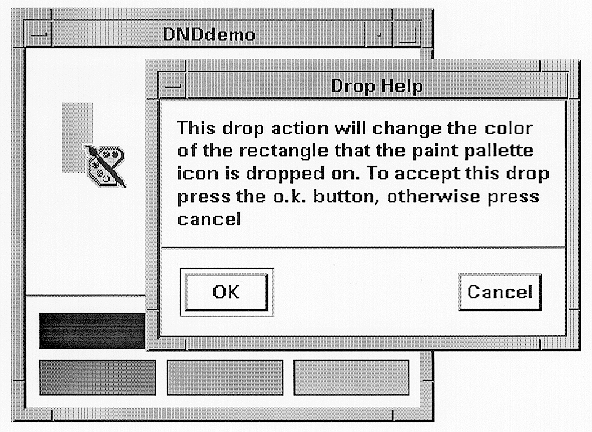 DNDdemo
Drop Help
This drop action will change the color
of the rectangle that the paint pallette
icon is dropped on. To accept this drop
press the o.k. button, otherwise press
cancel
OK
Cancel